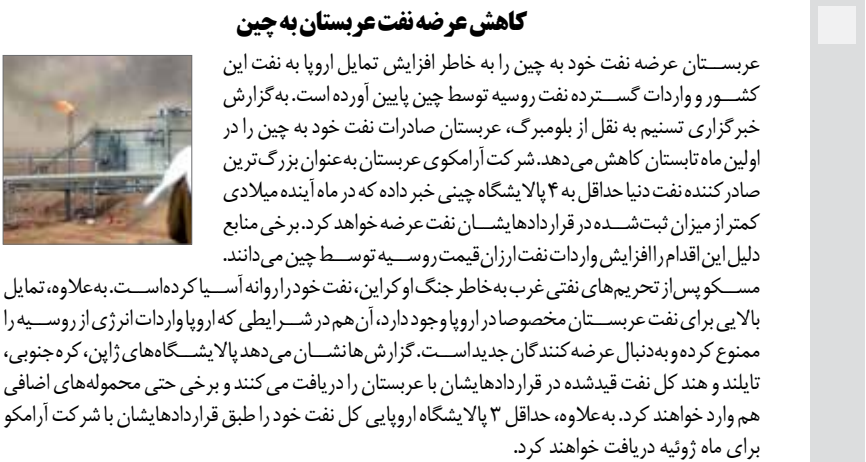 کاهش عرضه نفت عربستان به چین
عربستان عرضه نفت خود به چین را به خاطر افزایش تمایل اروپا به نفت این
کشور و واردات گسترده نفت روسیه توسط چین پایین آورده است. به گزارش
خبرگزاری تسنیم به نقل از بلومبرگ، عربستان صادرات نفت خود به چین را در
اولین ماه تابستان کاهش می‌دهد. شرکت آرامکوی عربستان به‌عنوان بزرگ‌ترین
صادرکننده نفت دنیا حداقل به ۴ پالایشگاه چینی خبر داده که در ماه آینده میلادی
کمتر از میزان ثبت‌شده در قراردادهایشان نفت عرضه خواهد کرد. برخی منابع
دلیل این اقدام را افزایش واردات نفت ارزان‌قیمت روسیه توسط چین می‌دانند.
مسکو پس از تحریم‌های نفتی غرب به‌خاطر جنگ اوکراین، نفت خود را روانه آسیا کرده است. به‌علاوه، تمایل
بالایی برای نفت عربستان مخصوصا در اروپا وجود دارد، آن هم در شرایطی که اروپا واردات انرژی از روسیه را
ممنوع کرده و به‌دنبال عرضه‌کنندگان جدید است. گزارش‌ها نشان می‌دهد پالایشگاه‌های ژاپن، کره جنوبی،
تایلند و هند کل نفت قیدشده در قراردادهایشان با عربستان را دریافت می‌کنند و برخی حتی محموله‌های اضافی
هم وارد خواهند کرد. به‌علاوه، حداقل ۳ پالایشگاه اروپایی کل نفت خود را طبق قراردادهایشان با شرکت آرامکو
برای ماه ژوئیه دریافت خواهند کرد.